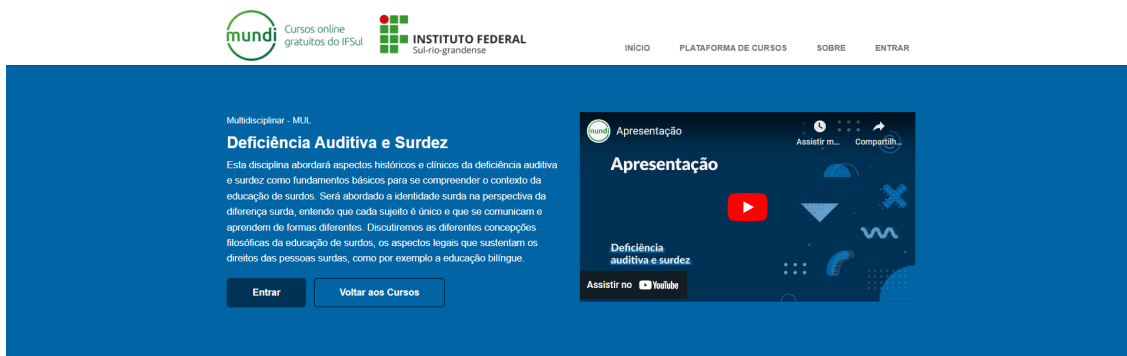 mundi
Cursos online
gratuitos do IFSul
INSTITUTO FEDERAL
Sul-rio-grandense
INÍCIO
PLATAFORMA DE CURSOS
SOBRE
ENTRAR
Multidisciplinar - MUL
Deficiência Auditiva e Surdez
Esta disciplina abordará aspectos históricos e clínicos da deficiência auditiva
e surdez como fundamentos básicos para se compreender o contexto da
educação de surdos. Será abordado a identidade surda na perspectiva da
diferença surda, entendo que cada sujeito é único e que se comunicam e
aprendem de formas diferentes. Discutiremos as diferentes concepções
filosóficas da educação de surdos, os aspectos legais que sustentam os
direitos das pessoas surdas, como por exemplo a educação bilíngue.
Entrar
Voltar aos Cursos
mundi
Apresentação
Assistir m...
Compartilh...
Apresentação
Deficiência
auditiva e surdez
Assistir no YouTube